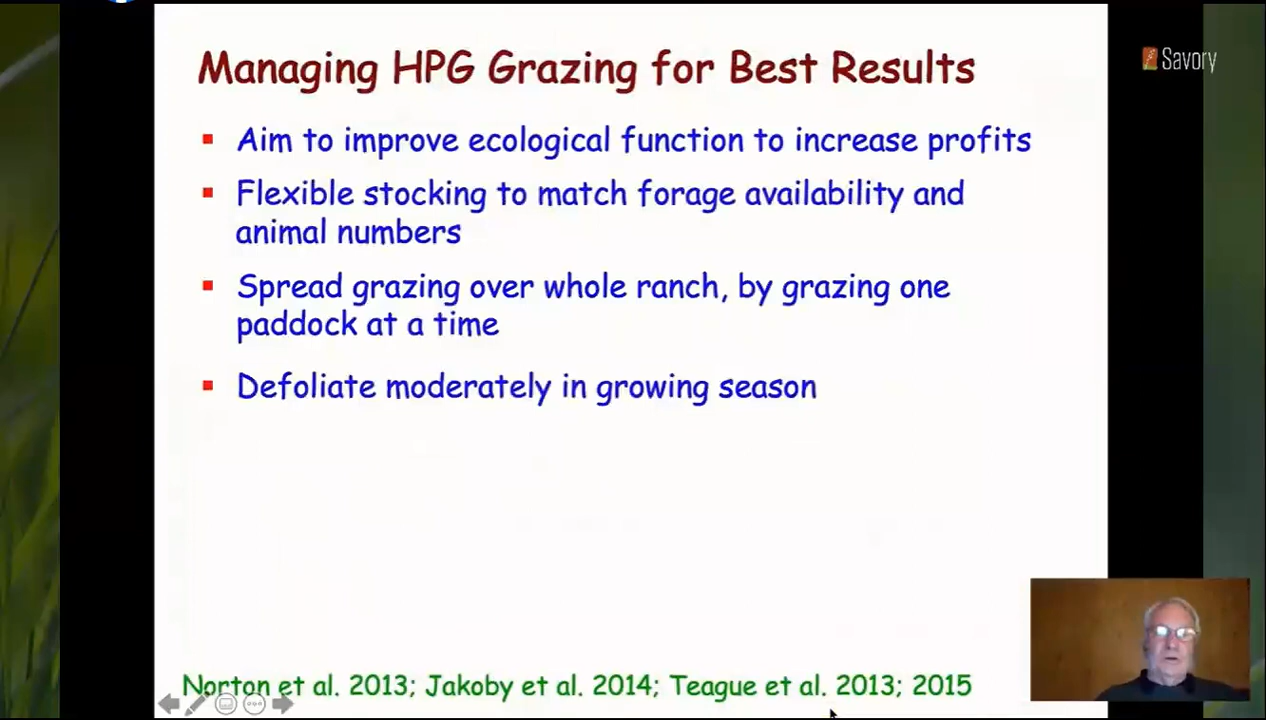 Managing HPG Grazing for Best Results
Savory
Aim to improve ecological function to increase profits
Flexible stocking to match forage availability and
animal numbers
Spread grazing over whole ranch, by grazing one
paddock at a time
Defoliate moderately in growing season
Norton et al. 2013; Jakoby et al. 2014; Teague et al. 2013; 2015